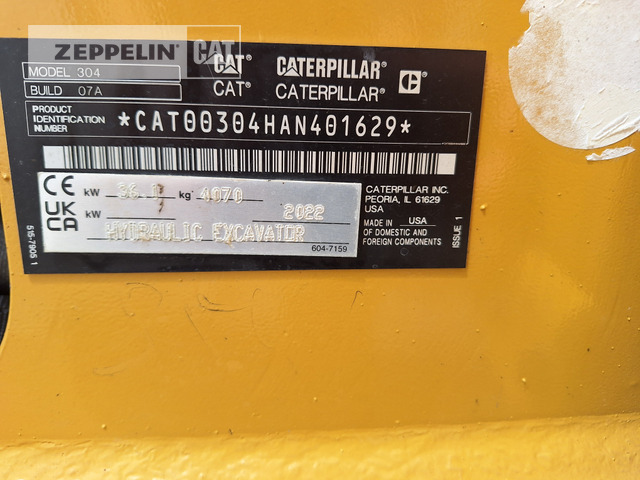 ZEPPELIN CAT
MODEL 304
BUILD 07A
CAT CATERPILLAR C
CAT® CATERPILLAR®
PRODUCT
IDENTIFICATION
NUMBER
*CAT00304HAN401629*
CE kW kg 4070
UKCA kW 2022
HYDRAULIC EXCAVATOR
604-7159
CATERPILLAR INC.
PEORIA, IL 61629
USA
MADE IN USA
OF DOMESTIC AND
FOREIGN COMPONENTS
ISSUE 1
515-7905 1